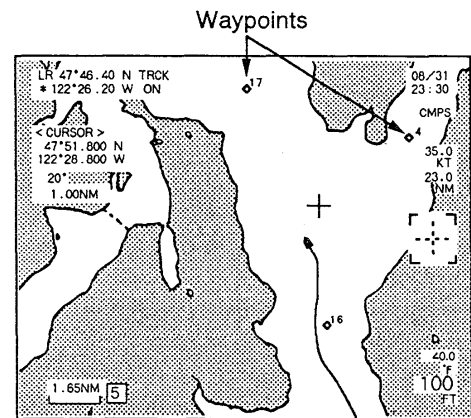 Waypoints
LR 47°46.40 N TRCK
* 122°26.20 W ON
17
08/31
23:30
CMPS
4
<CURSOR>
47°51.800 N
122°28.800 W
20°
1.00NM
35.0
KT
23.0
NM
16
40.0
°F
100
FT
1.65NM 5